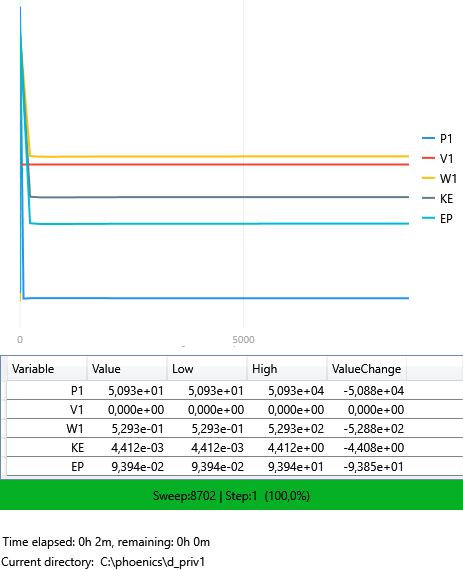 P1
V1
W1
KE
EP
0 5000
Variable Value Low High ValueChange
P1 5,093e+01 5,093e+01 5,093e+04 -5,088e+04
V1 0,000e+00 0,000e+00 0,000e+00 0,000e+00
W1 5,293e-01 5,293e-01 5,293e+02 -5,288e+02
KE 4,412e-03 4,412e-03 4,412e+00 -4,408e+00
EP 9,394e-02 9,394e-02 9,394e+01 -9,385e+01
Sweep:8702 | Step:1 (100,0%)
Time elapsed: 0h 2m, remaining: 0h 0m
Current directory: C:\phoenics\d_priv1